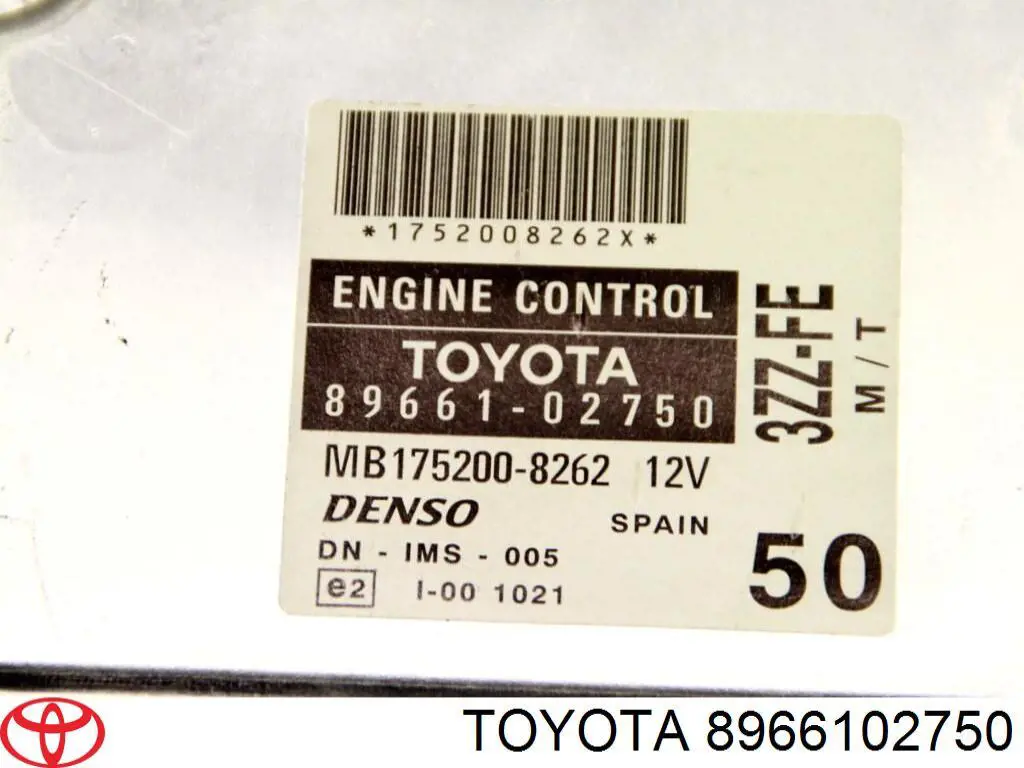 *1752008262X*
ENGINE CONTROL
TOYOTA
89661-02750
3ZZ-FE
M/T
MB175200-8262 12V
DENSO SPAIN
DN - IMS - 005
e2 I-00 1021
50
TOYOTA 8966102750